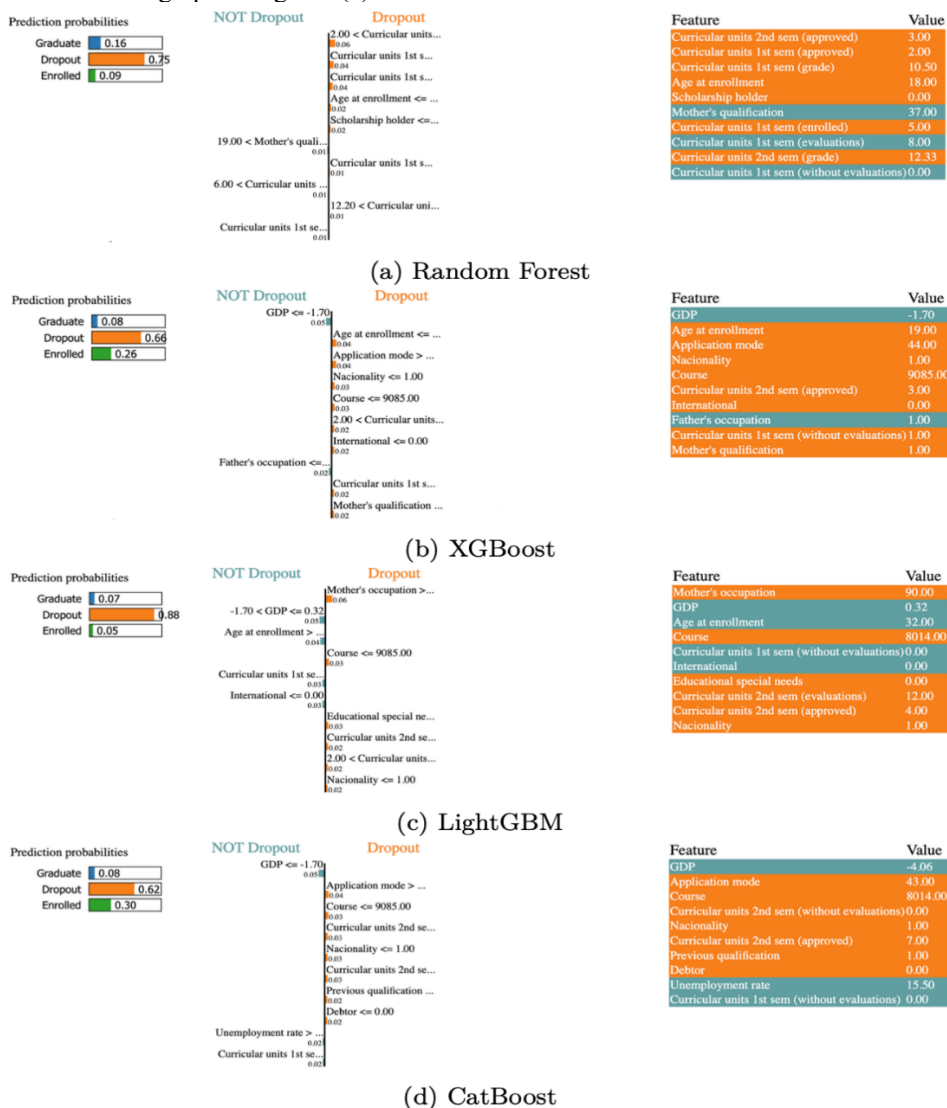 Prediction probabilities
Graduate 0.16
Dropout 0.75
Enrolled 0.09
NOT Dropout Dropout
2.00 < Curricular units...
0.06
Curricular units 1st s...
0.04
Curricular units 1st s...
0.04
Age at enrollment <= ...
0.02
Scholarship holder <=...
0.02
19.00 < Mother's quali...
0.01
Curricular units 1st s...
0.01
6.00 < Curricular units ...
0.01
12.20 < Curricular uni...
0.01
Curricular units 1st se...
0.01
Feature Value
Curricular units 2nd sem (approved) 3.00
Curricular units 1st sem (approved) 2.00
Curricular units 1st sem (grade) 10.50
Age at enrollment 18.00
Scholarship holder 0.00
Mother's qualification 37.00
Curricular units 1st sem (enrolled) 5.00
Curricular units 1st sem (evaluations) 8.00
Curricular units 2nd sem (grade) 12.33
Curricular units 1st sem (without evaluations) 0.00
(a) Random Forest
Prediction probabilities
Graduate 0.08
Dropout 0.66
Enrolled 0.26
NOT Dropout Dropout
GDP <= -1.70
0.05
Age at enrollment <= ...
0.04
Application mode > ...
0.04
Nacionality <= 1.00
0.03
Course <= 9085.00
0.03
2.00 < Curricular units...
0.02
International <= 0.00
0.02
Father's occupation <=...
0.02
Curricular units 1st s...
0.02
Mother's qualification ...
0.02
Feature Value
GDP -1.70
Age at enrollment 19.00
Application mode 44.00
Nacionality 1.00
Course 9085.00
Curricular units 2nd sem (approved) 3.00
International 0.00
Father's occupation 1.00
Curricular units 1st sem (without evaluations) 1.00
Mother's qualification 1.00
(b) XGBoost
Prediction probabilities
Graduate 0.07
Dropout 0.88
Enrolled 0.05
NOT Dropout Dropout
Mother's occupation >...
0.06
-1.70 < GDP <= 0.32
0.05
Age at enrollment > ...
0.04
Course <= 9085.00
0.03
Curricular units 1st se...
0.03
International <= 0.00
0.03
Educational special ne...
0.03
Curricular units 2nd se...
0.02
2.00 < Curricular units...
0.02
Nacionality <= 1.00
0.02
Feature Value
Mother's occupation 90.00
GDP 0.32
Age at enrollment 32.00
Course 8014.00
Curricular units 1st sem (without evaluations) 0.00
International 0.00
Educational special needs 0.00
Curricular units 2nd sem (evaluations) 12.00
Curricular units 2nd sem (approved) 4.00
Nacionality 1.00
(c) LightGBM
Prediction probabilities
Graduate 0.08
Dropout 0.62
Enrolled 0.30
NOT Dropout Dropout
GDP <= -1.70
0.05
Application mode > ...
0.04
Course <= 9085.00
0.03
Curricular units 2nd se...
0.03
Nacionality <= 1.00
0.03
Curricular units 2nd se...
0.03
Previous qualification ...
0.02
Debtor <= 0.00
0.02
Unemployment rate > ...
0.02
Curricular units 1st se...
0.02
Feature Value
GDP -4.06
Application mode 43.00
Course 8014.00
Curricular units 2nd sem (without evaluations) 0.00
Nacionality 1.00
Curricular units 2nd sem (approved) 7.00
Previous qualification 1.00
Debtor 0.00
Unemployment rate 15.50
Curricular units 1st sem (without evaluations) 0.00
(d) CatBoost